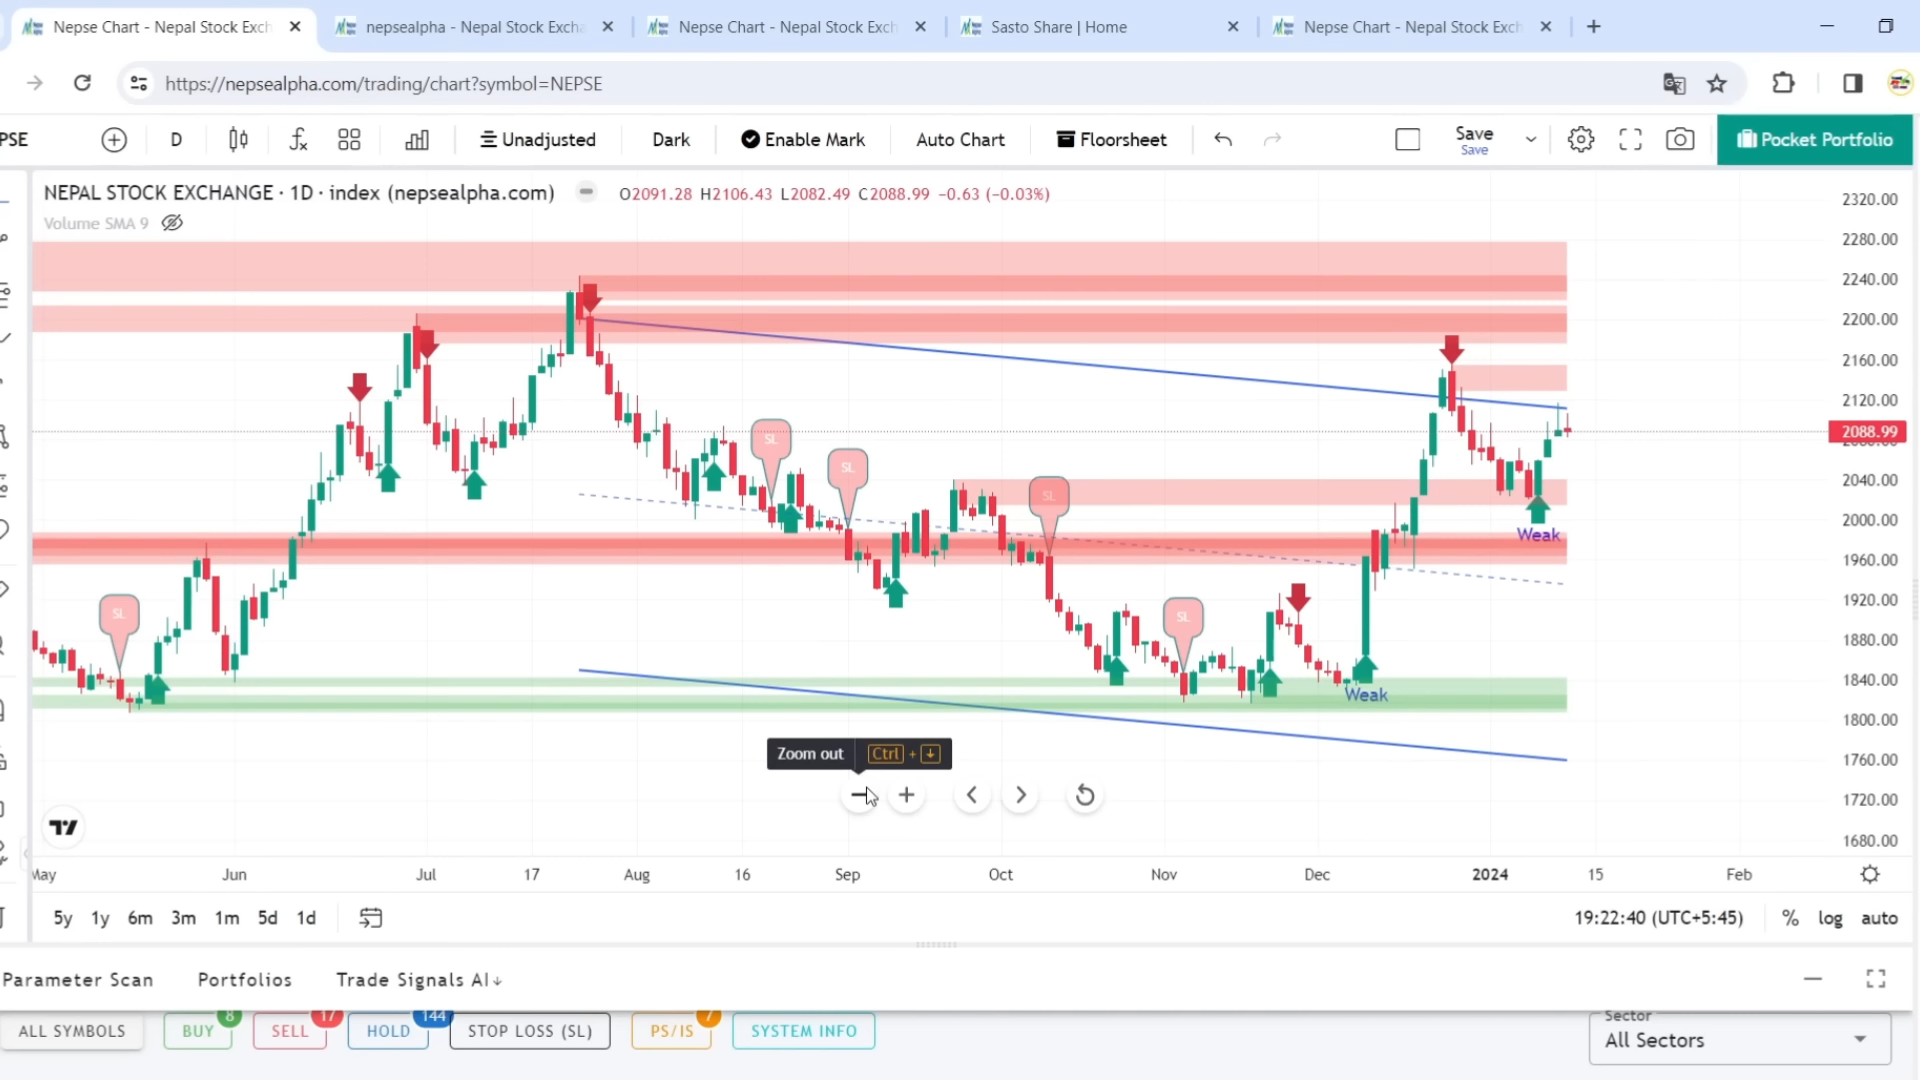 Nepse Chart - Nepal Stock Exch
nepsealpha - Nepal Stock Excha
Nepse Chart - Nepal Stock Exch
Sasto Share | Home
Nepse Chart - Nepal Stock Exch
https://nepsealpha.com/trading/chart?symbol=NEPSE
PSE D Unadjusted Dark Enable Mark Auto Chart Floorsheet Save Pocket Portfolio
Save
NEPAL STOCK EXCHANGE · 1D · index (nepsealpha.com) O2091.28 H2106.43 L2082.49 C2088.99 −0.63 (−0.03%)
Volume SMA 9
2320.00
2280.00
2240.00
2200.00
2160.00
2120.00
2088.99
2040.00
2000.00
1960.00
1920.00
1880.00
1840.00
1800.00
1760.00
1720.00
1680.00
SL
SL
SL
SL
SL
Weak
Weak
Zoom out Ctrl + ↓
May Jun Jul 17 Aug 16 Sep Oct Nov Dec 2024 15 Feb
5y 1y 6m 3m 1m 5d 1d 19:22:40 (UTC+5:45) % log auto
Parameter Scan Portfolios Trade Signals AI↓
ALL SYMBOLS BUY 8 SELL 17 HOLD 144 STOP LOSS (SL) PS/IS 7 SYSTEM INFO
Sector
All Sectors